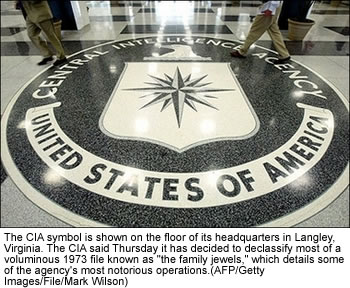 CENTRAL INTELLIGENCE AGENCY
UNITED STATES OF AMERICA
The CIA symbol is shown on the floor of its headquarters in Langley,
Virginia. The CIA said Thursday it has decided to declassify most of a
voluminous 1973 file known as "the family jewels," which details some
of the agency's most notorious operations.(AFP/Getty
Images/File/Mark Wilson)